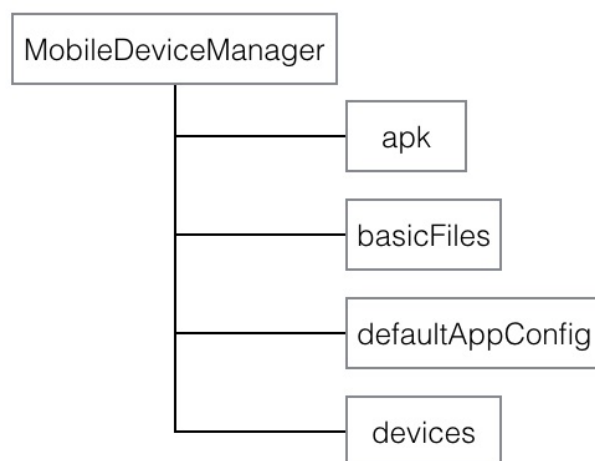 MobileDeviceManager
apk
basicFiles
defaultAppConfig
devices